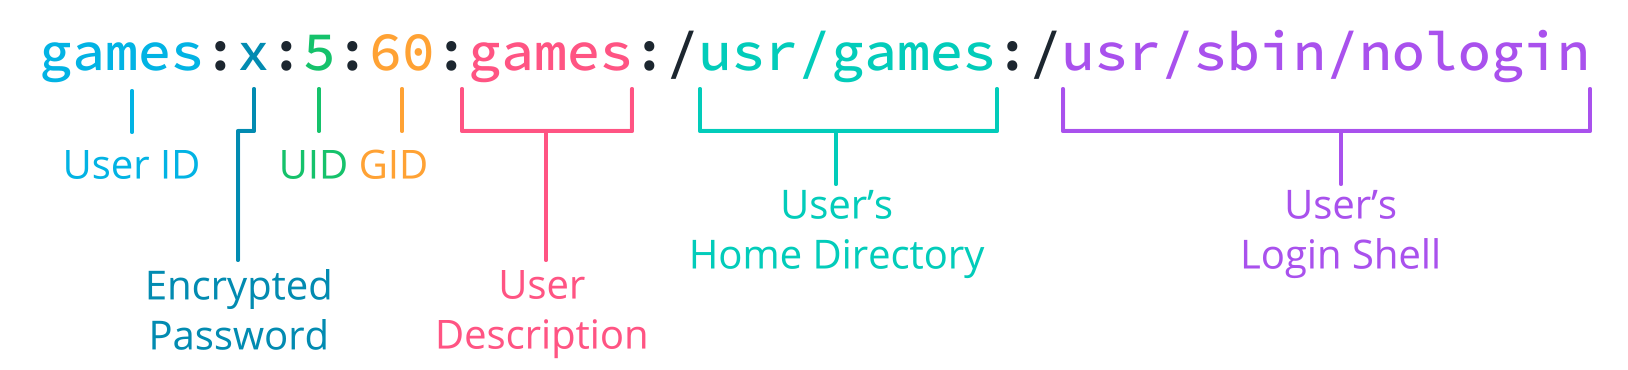 games:x:5:60:games:/usr/games:/usr/sbin/nologin
User ID
UID
GID
Encrypted
Password
User
Description
User’s
Home Directory
User’s
Login Shell